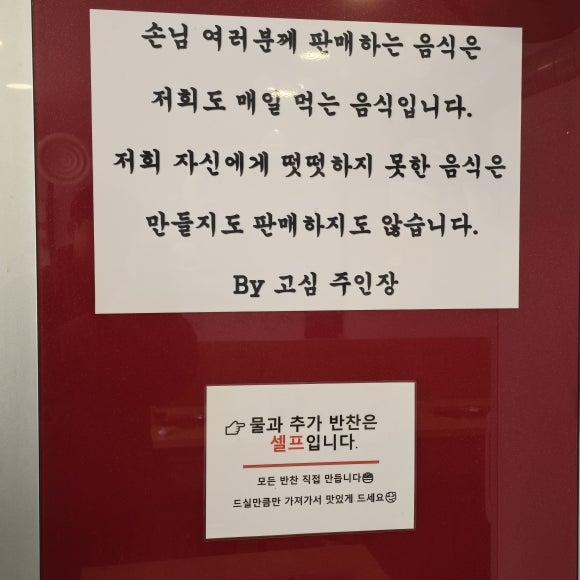 손님 여러분께 판매하는 음식은
저희도 매일 먹는 음식입니다.
저희 자신에게 떳떳하지 못한 음식은
만들지도 판매하지도 않습니다.
By 고심 주인장
👉물과 추가 반찬은
셀프입니다.
모든 반찬 직접 만듭니다
드실만큼만 가져가서 맛있게 드세요